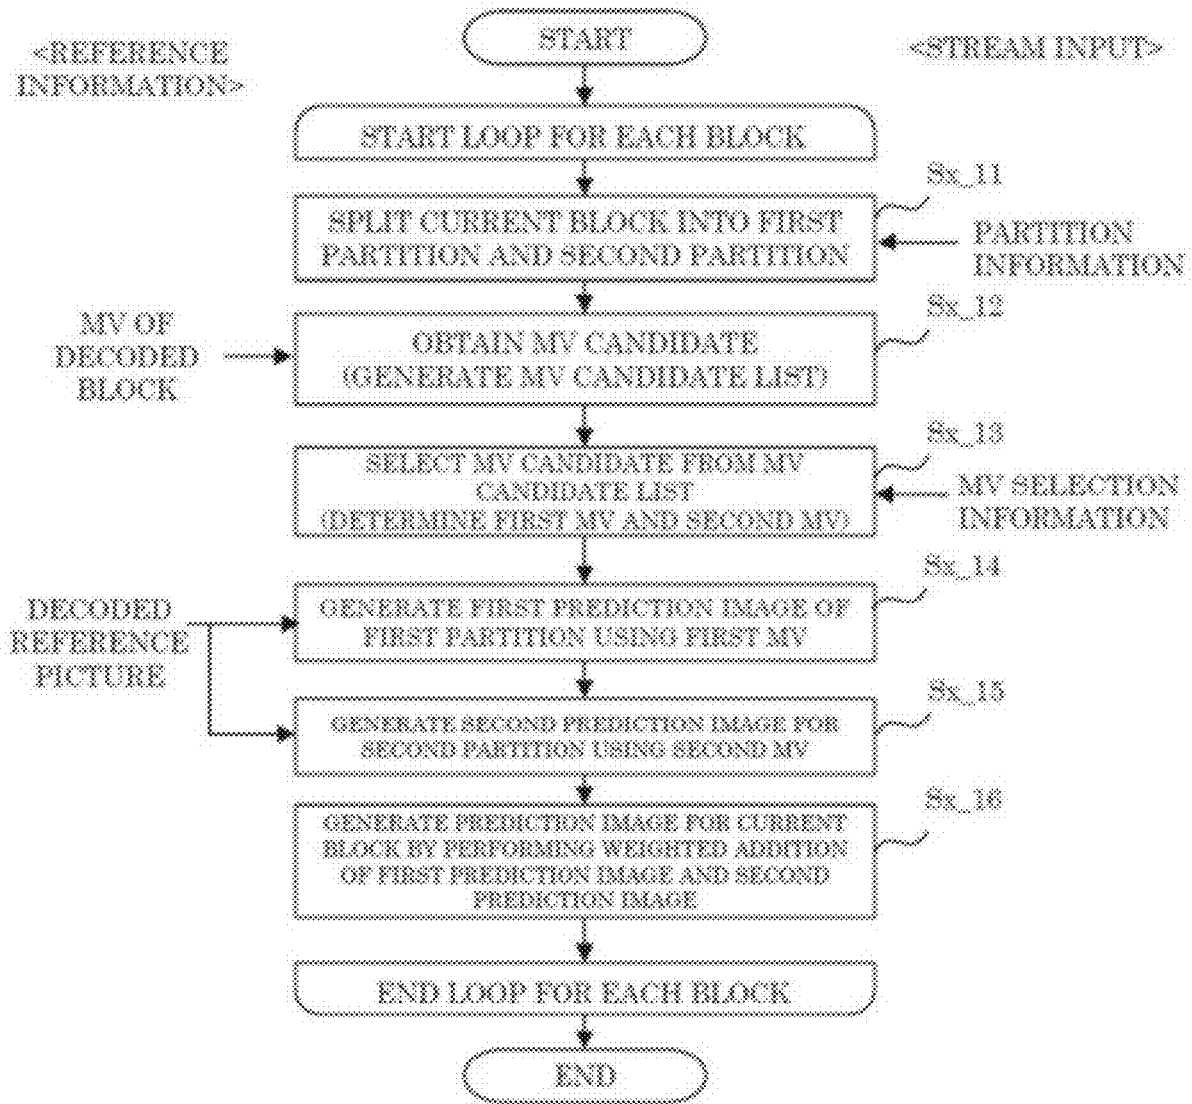 START
<REFERENCE
INFORMATION>
<STREAM INPUT>
START LOOP FOR EACH BLOCK
Sx_11
SPLIT CURRENT BLOCK INTO FIRST
PARTITION AND SECOND PARTITION
PARTITION
INFORMATION
Sx_12
MV OF
DECODED
BLOCK
OBTAIN MV CANDIDATE
(GENERATE MV CANDIDATE LIST)
Sx_13
SELECT MV CANDIDATE FROM MV
CANDIDATE LIST
(DETERMINE FIRST MV AND SECOND MV)
MV SELECTION
INFORMATION
Sx_14
DECODED
REFERENCE
PICTURE
GENERATE FIRST PREDICTION IMAGE OF
FIRST PARTITION USING FIRST MV
Sx_15
GENERATE SECOND PREDICTION IMAGE FOR
SECOND PARTITION USING SECOND MV
Sx_16
GENERATE PREDICTION IMAGE FOR CURRENT
BLOCK BY PERFORMING WEIGHTED ADDITION
OF FIRST PREDICTION IMAGE AND SECOND
PREDICTION IMAGE
END LOOP FOR EACH BLOCK
END